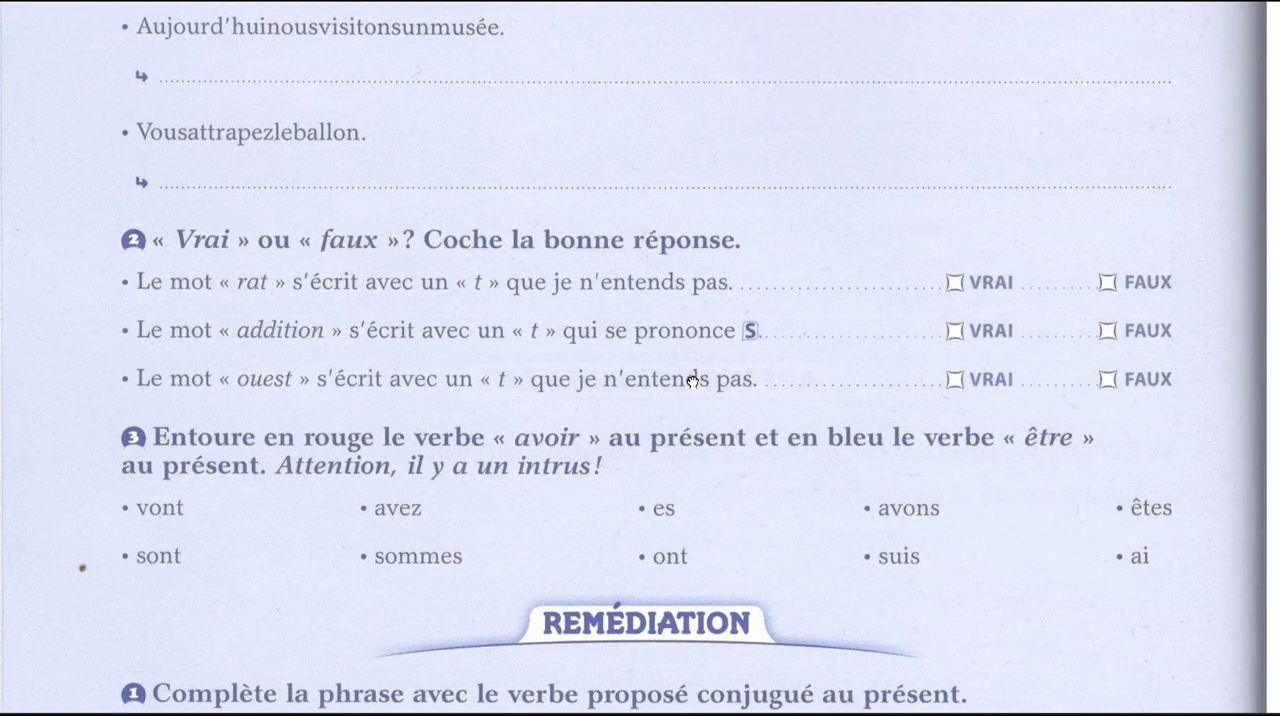 • Aujourd'huinousvisitonsunmusée.
• Vousattrapezleballon.
2 « Vrai » ou « faux »? Coche la bonne réponse.
• Le mot « rat » s'écrit avec un « t » que je n'entends pas. VRAI FAUX
• Le mot « addition » s'écrit avec un « t » qui se prononce S. VRAI FAUX
• Le mot « ouest » s'écrit avec un « t » que je n'entends pas. VRAI FAUX
3 Entoure en rouge le verbe « avoir » au présent et en bleu le verbe « être »
au présent. Attention, il y a un intrus!
• vont • avez • es • avons • êtes
• sont • sommes • ont • suis • ai
REMÉDIATION
1 Complète la phrase avec le verbe proposé conjugué au présent.